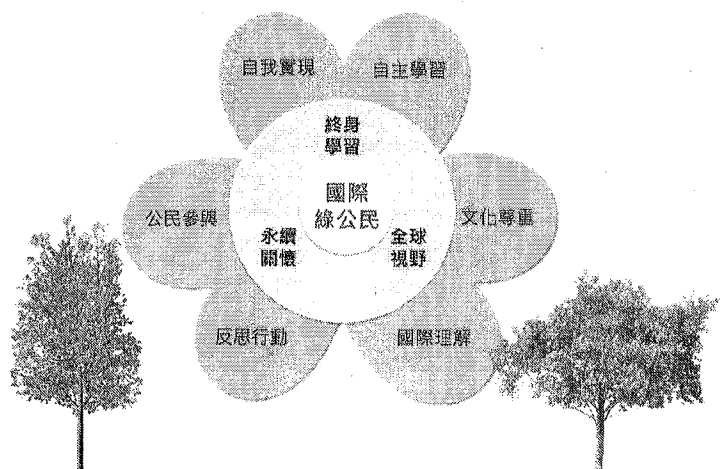 自我實現
自主學習
終身
學習
國際
綠公民
公民參與
文化尊重
永續
關懷
全球
視野
反思行動
國際理解